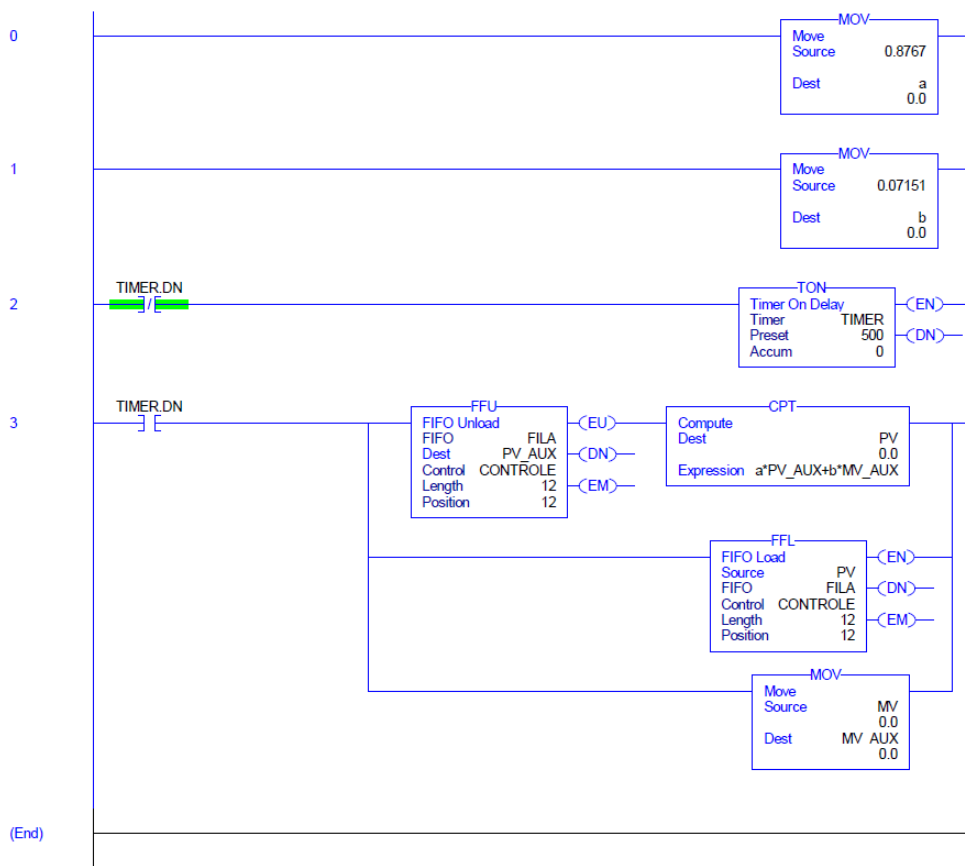 MOV
0
Move
Source 0.8767
Dest a
0.0
MOV
1
Move
Source 0.07151
Dest b
0.0
TIMER.DN
TON
2
Timer On Delay
Timer TIMER
Preset 500
Accum 0
EN
DN
TIMER.DN
3
FFU
FIFO Unload
FIFO FILA
Dest PV_AUX
Control CONTROLE
Length 12
Position 12
EU
DN
EM
CPT
Compute
Dest PV
0.0
Expression a*PV_AUX+b*MV_AUX
FFL
FIFO Load
Source PV
FIFO FILA
Control CONTROLE
Length 12
Position 12
EN
DN
EM
MOV
Move
Source MV
0.0
Dest MV_AUX
0.0
(End)